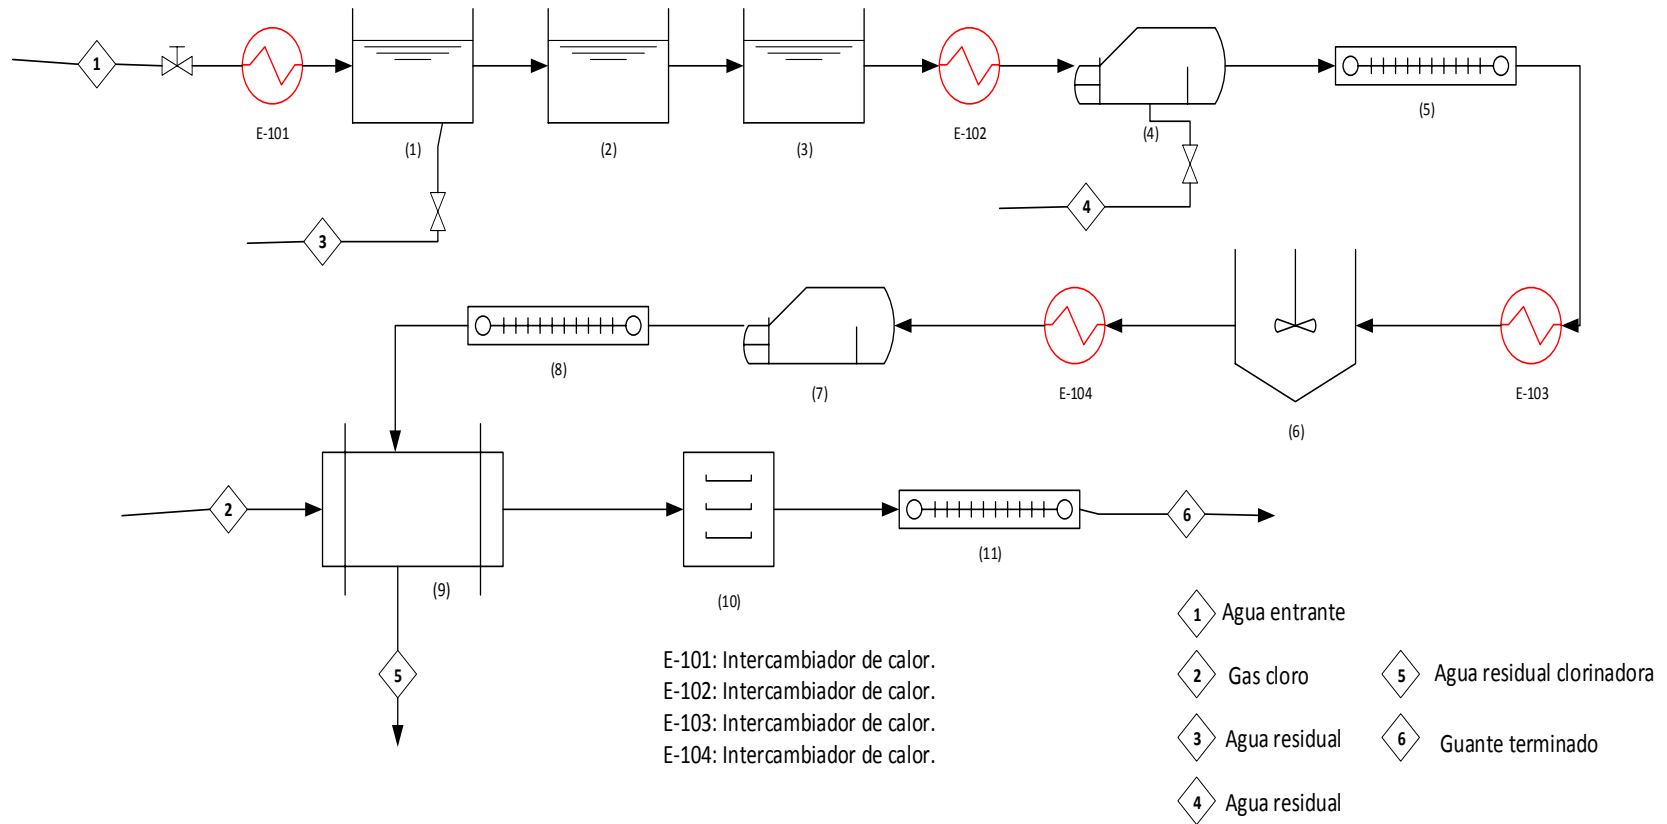 1
E-101
(1)
(2)
(3)
E-102
(4)
(5)
3
4
(8)
(7)
E-104
(6)
E-103
2
(9)
(10)
(11)
6
5
E-101: Intercambiador de calor.
E-102: Intercambiador de calor.
E-103: Intercambiador de calor.
E-104: Intercambiador de calor.
1 Agua entrante
2 Gas cloro
3 Agua residual
4 Agua residual
5 Agua residual clorinadora
6 Guante terminado